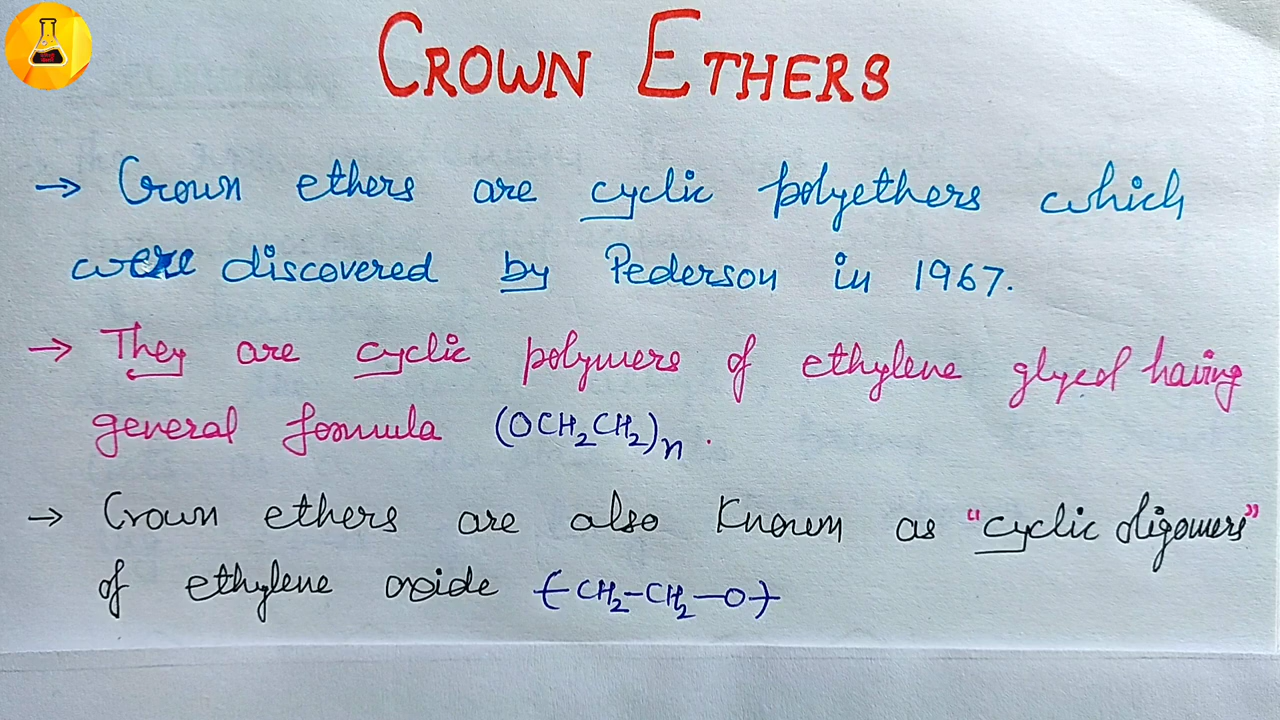 CROWN ETHERS
→ Crown ethers are cyclic polyethers which
were discovered by Pederson in 1967.
→ They are cyclic polymers of ethylene glycol having
general formula (OCH₂CH₂)n .
→ Crown ethers are also known as "cyclic oligomers"
of ethylene oxide (-CH₂-CH₂-O-)